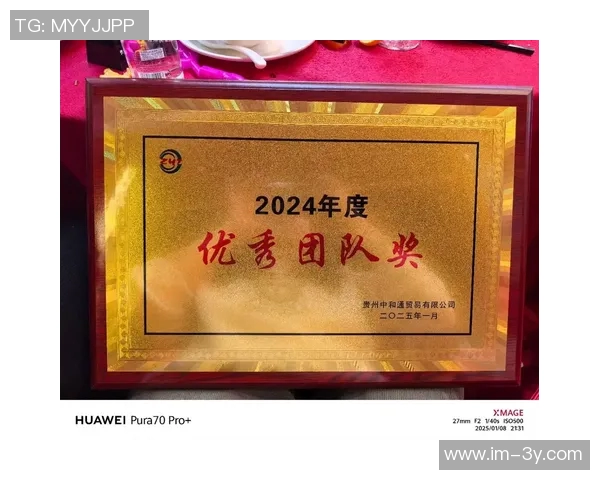 TG: MYYJJPP
2024年度
优秀团队奖
贵州中和通贸易有限公司
二〇二五年一月
HUAWEI Pura70 Pro+
XMAGE
27mm F2 1/40s ISO500
2025/01/08 21:31
www.im-3y.com